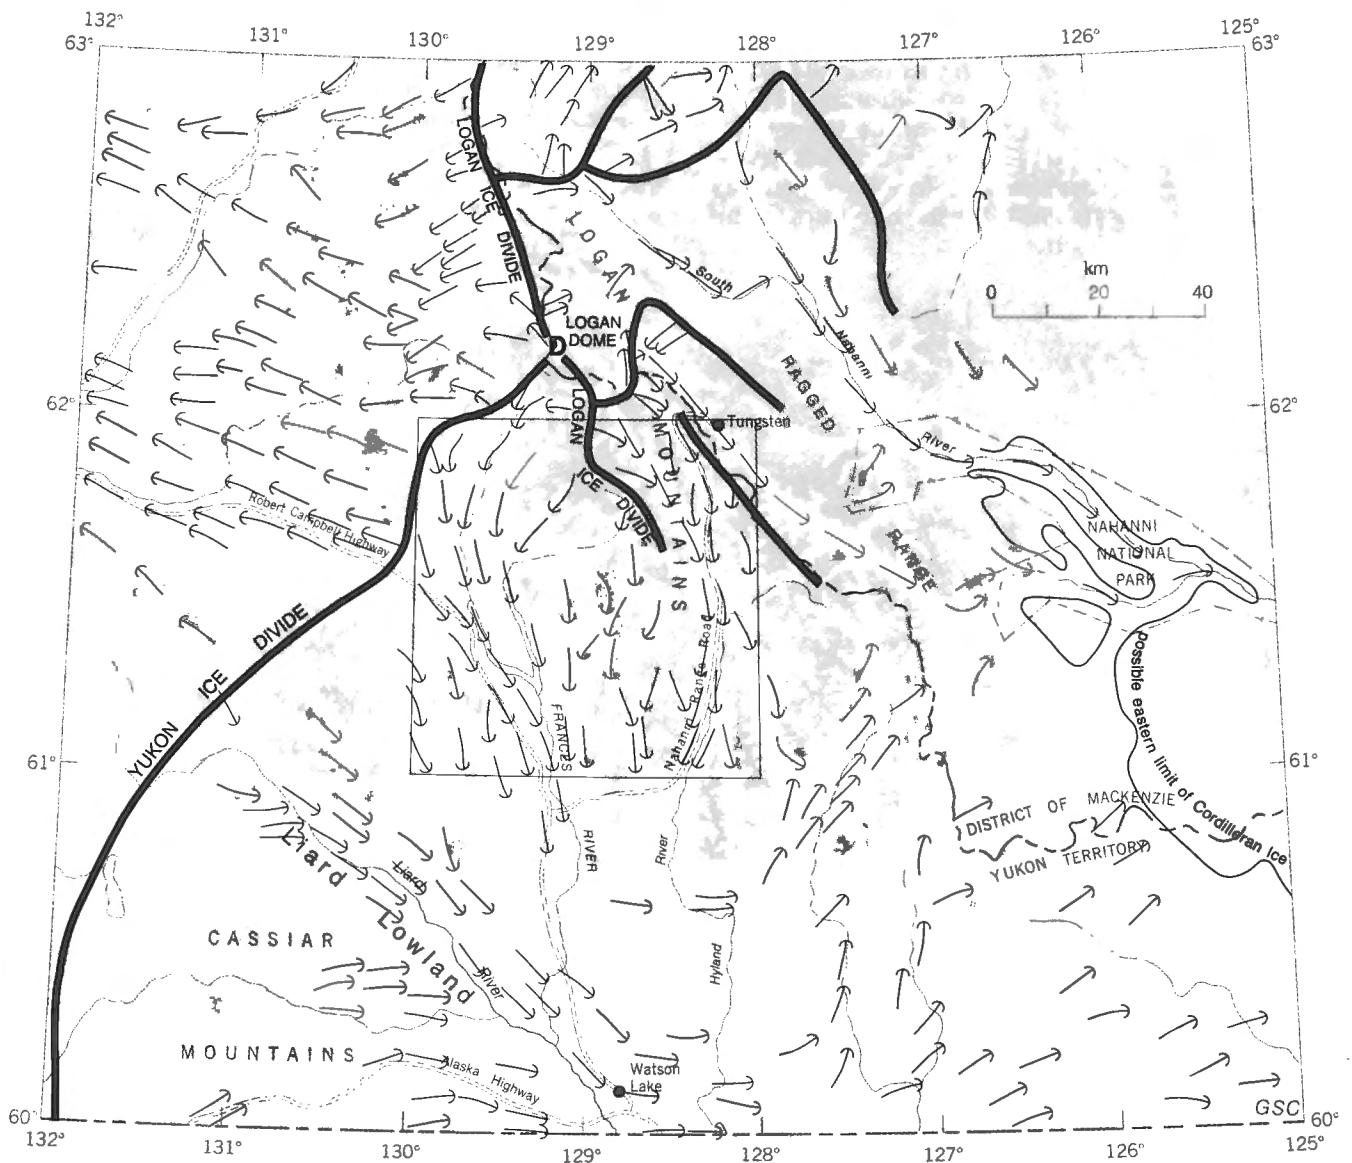 132°
131°
130°
129°
128°
127°
126°
125°
63°
63°
LOGAN ICE DIVIDE
LOGAN
South
km
0 20 40
LOGAN
DOME
Nahanni
RAGGED
62°
62°
LOGAN
MOUNTAINS
Tungsten
River
ICE DIVIDE
Robert Campbell Highway
NAHANNI
NATIONAL
PARK
RANGE
YUKON ICE DIVIDE
Nahanni Range Road
possible eastern limit of Cordilleran Ice
FRANCES
61°
61°
DISTRICT OF MACKENZIE
YUKON TERRITORY
Liard
Lowland
RIVER
River
Liard
CASSIAR
River
Hyland
MOUNTAINS
Alaska Highway
Watson
Lake
GSC
60°
60°
132°
131°
130°
129°
128°
127°
126°
125°